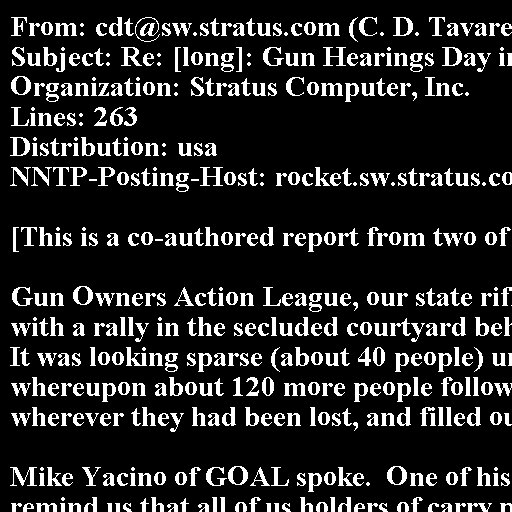 From: cdt@sw.stratus.com (C. D. Tavare
Subject: Re: [long]: Gun Hearings Day i
Organization: Stratus Computer, Inc.
Lines: 263
Distribution: usa
NNTP-Posting-Host: rocket.sw.stratus.co
[This is a co-authored report from two of
Gun Owners Action League, our state rif
with a rally in the secluded courtyard beh
It was looking sparse (about 40 people) u
whereupon about 120 more people follow
wherever they had been lost, and filled ou
Mike Yacino of GOAL spoke.  One of his
remind us that all of us holders of carry p